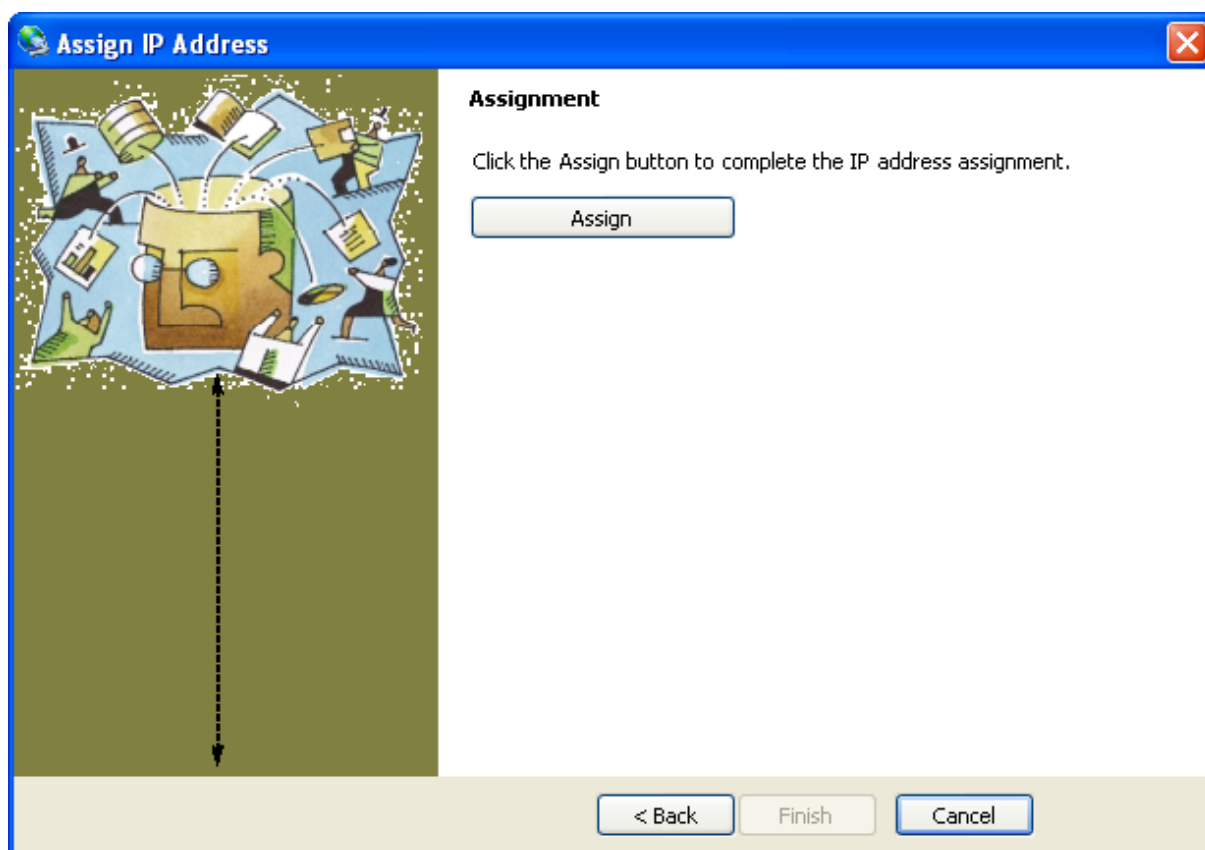 Assign IP Address
Assignment
Click the Assign button to complete the IP address assignment.
Assign
< Back
Finish
Cancel